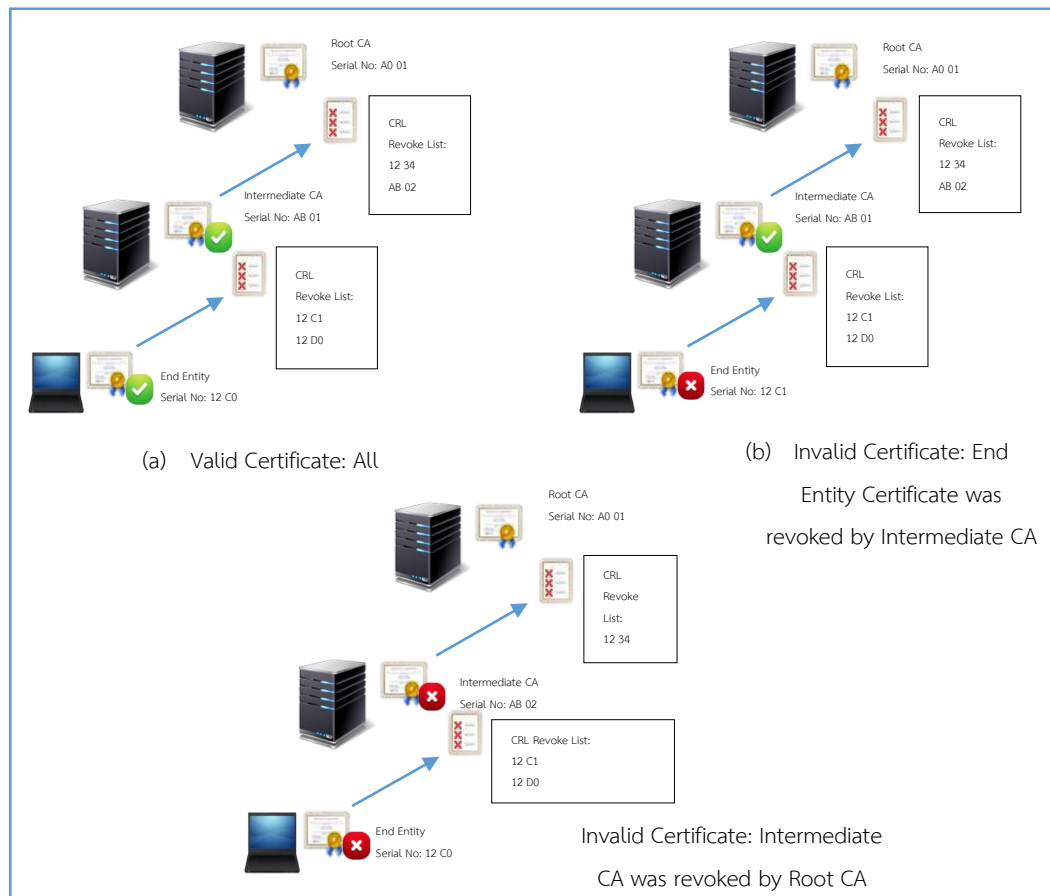 Root CA
Serial No: A0 01
CRL
Revoke List:
12 34
AB 02
Intermediate CA
Serial No: AB 01
CRL
Revoke List:
12 C1
12 D0
End Entity
Serial No: 12 C0
(a) Valid Certificate: All
Root CA
Serial No: A0 01
CRL
Revoke List:
12 34
AB 02
Intermediate CA
Serial No: AB 01
CRL
Revoke List:
12 C1
12 D0
End Entity
Serial No: 12 C1
(b) Invalid Certificate: End
Entity Certificate was
revoked by Intermediate CA
Root CA
Serial No: A0 01
CRL
Revoke
List:
12 34
Intermediate CA
Serial No: AB 02
CRL Revoke List:
12 C1
12 D0
End Entity
Serial No: 12 C0
Invalid Certificate: Intermediate
CA was revoked by Root CA